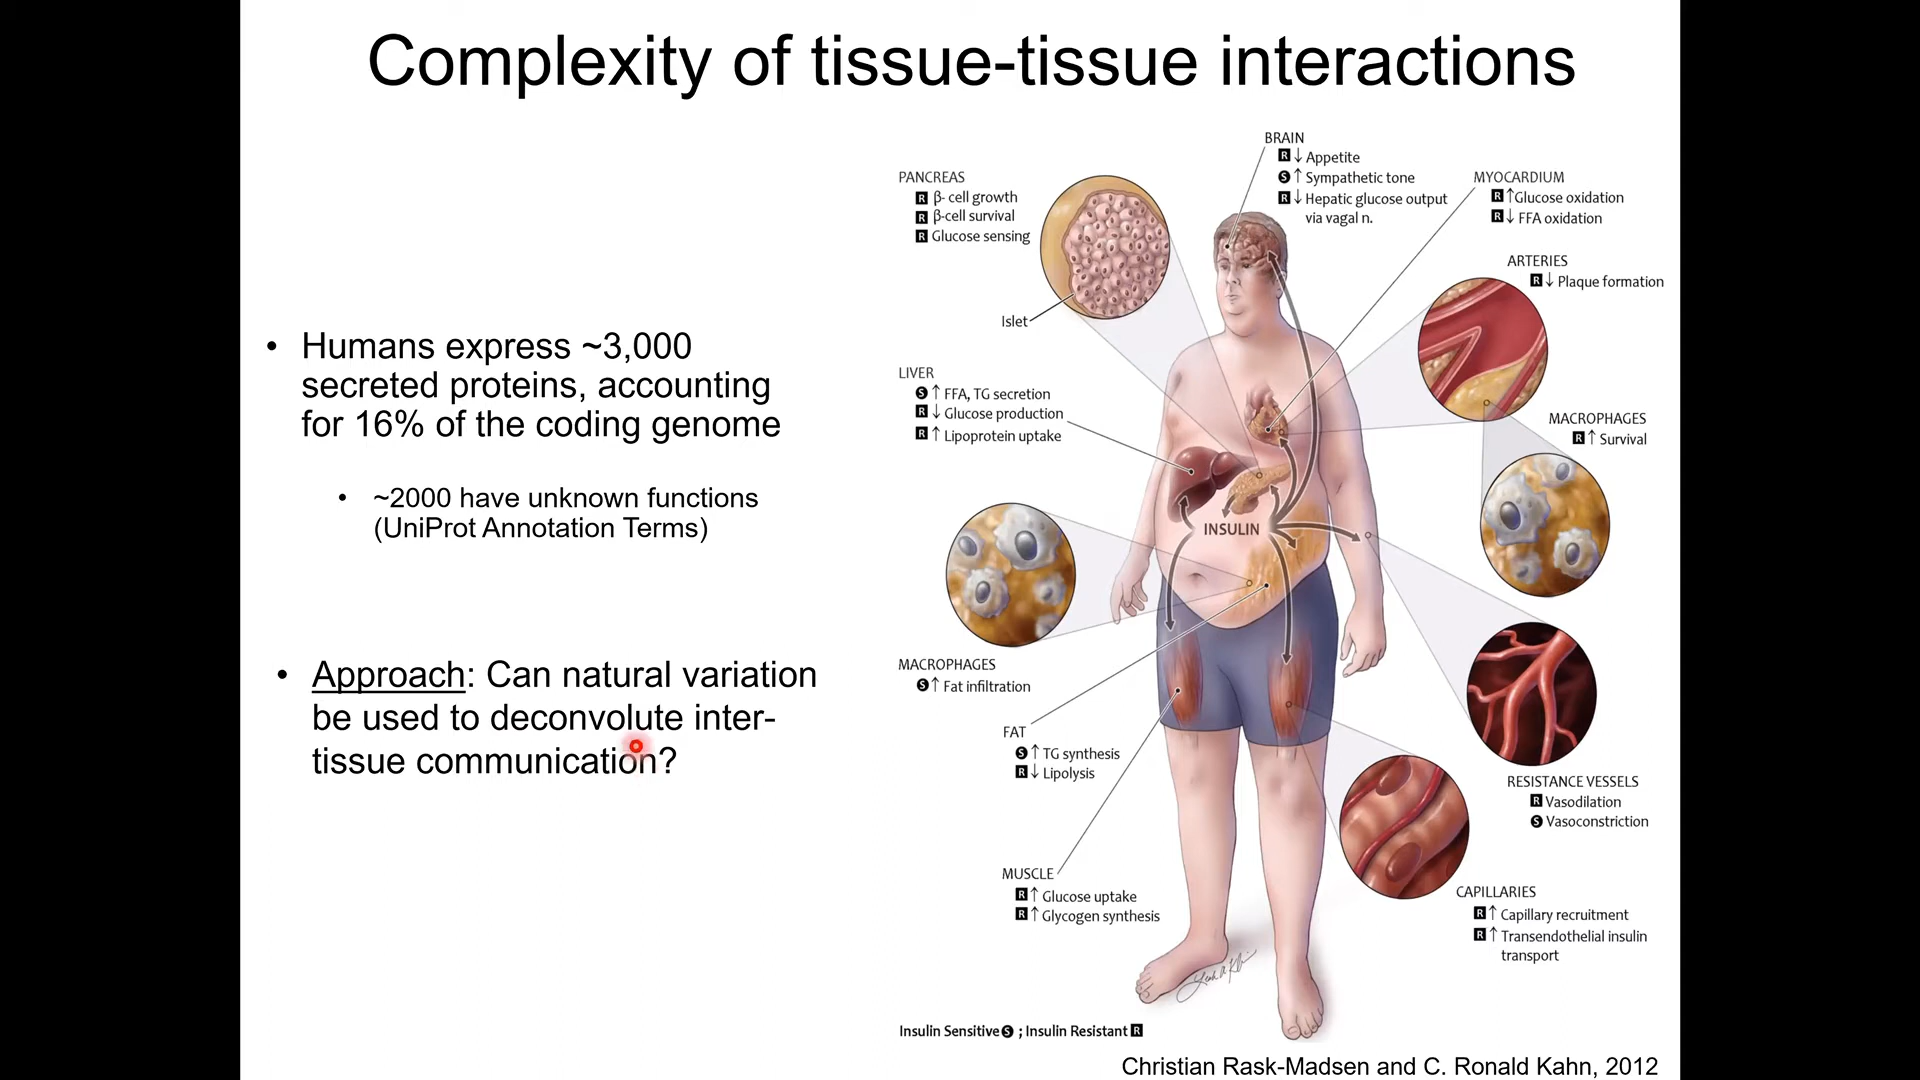 Complexity of tissue-tissue interactions
• Humans express ~3,000
secreted proteins, accounting
for 16% of the coding genome
• ~2000 have unknown functions
(UniProt Annotation Terms)
• Approach: Can natural variation
be used to deconvolute inter-
tissue communication?
BRAIN
R ↓ Appetite
S ↑ Sympathetic tone
R ↓ Hepatic glucose output
via vagal n.
PANCREAS
R β- cell growth
R β-cell survival
R Glucose sensing
Islet
MYOCARDIUM
R ↑ Glucose oxidation
R ↓ FFA oxidation
ARTERIES
R ↓ Plaque formation
LIVER
S ↑ FFA, TG secretion
R ↓ Glucose production
R ↑ Lipoprotein uptake
MACROPHAGES
R ↑ Survival
INSULIN
MACROPHAGES
S ↑ Fat infiltration
FAT
S ↑ TG synthesis
R ↓ Lipolysis
RESISTANCE VESSELS
R Vasodilation
S Vasoconstriction
MUSCLE
R ↑ Glucose uptake
R ↑ Glycogen synthesis
CAPILLARIES
R ↑ Capillary recruitment
R ↑ Transendothelial insulin
transport
Insulin Sensitive S ; Insulin Resistant R
Christian Rask-Madsen and C. Ronald Kahn, 2012